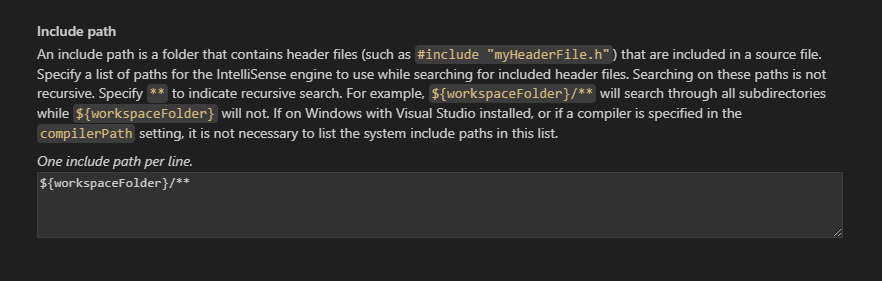 Include path
An include path is a folder that contains header files (such as #include "myHeaderFile.h") that are included in a source file.
Specify a list of paths for the IntelliSense engine to use while searching for included header files. Searching on these paths is not
recursive. Specify ** to indicate recursive search. For example, ${workspaceFolder}/** will search through all subdirectories
while ${workspaceFolder} will not. If on Windows with Visual Studio installed, or if a compiler is specified in the
compilerPath setting, it is not necessary to list the system include paths in this list.
One include path per line.
${workspaceFolder}/**